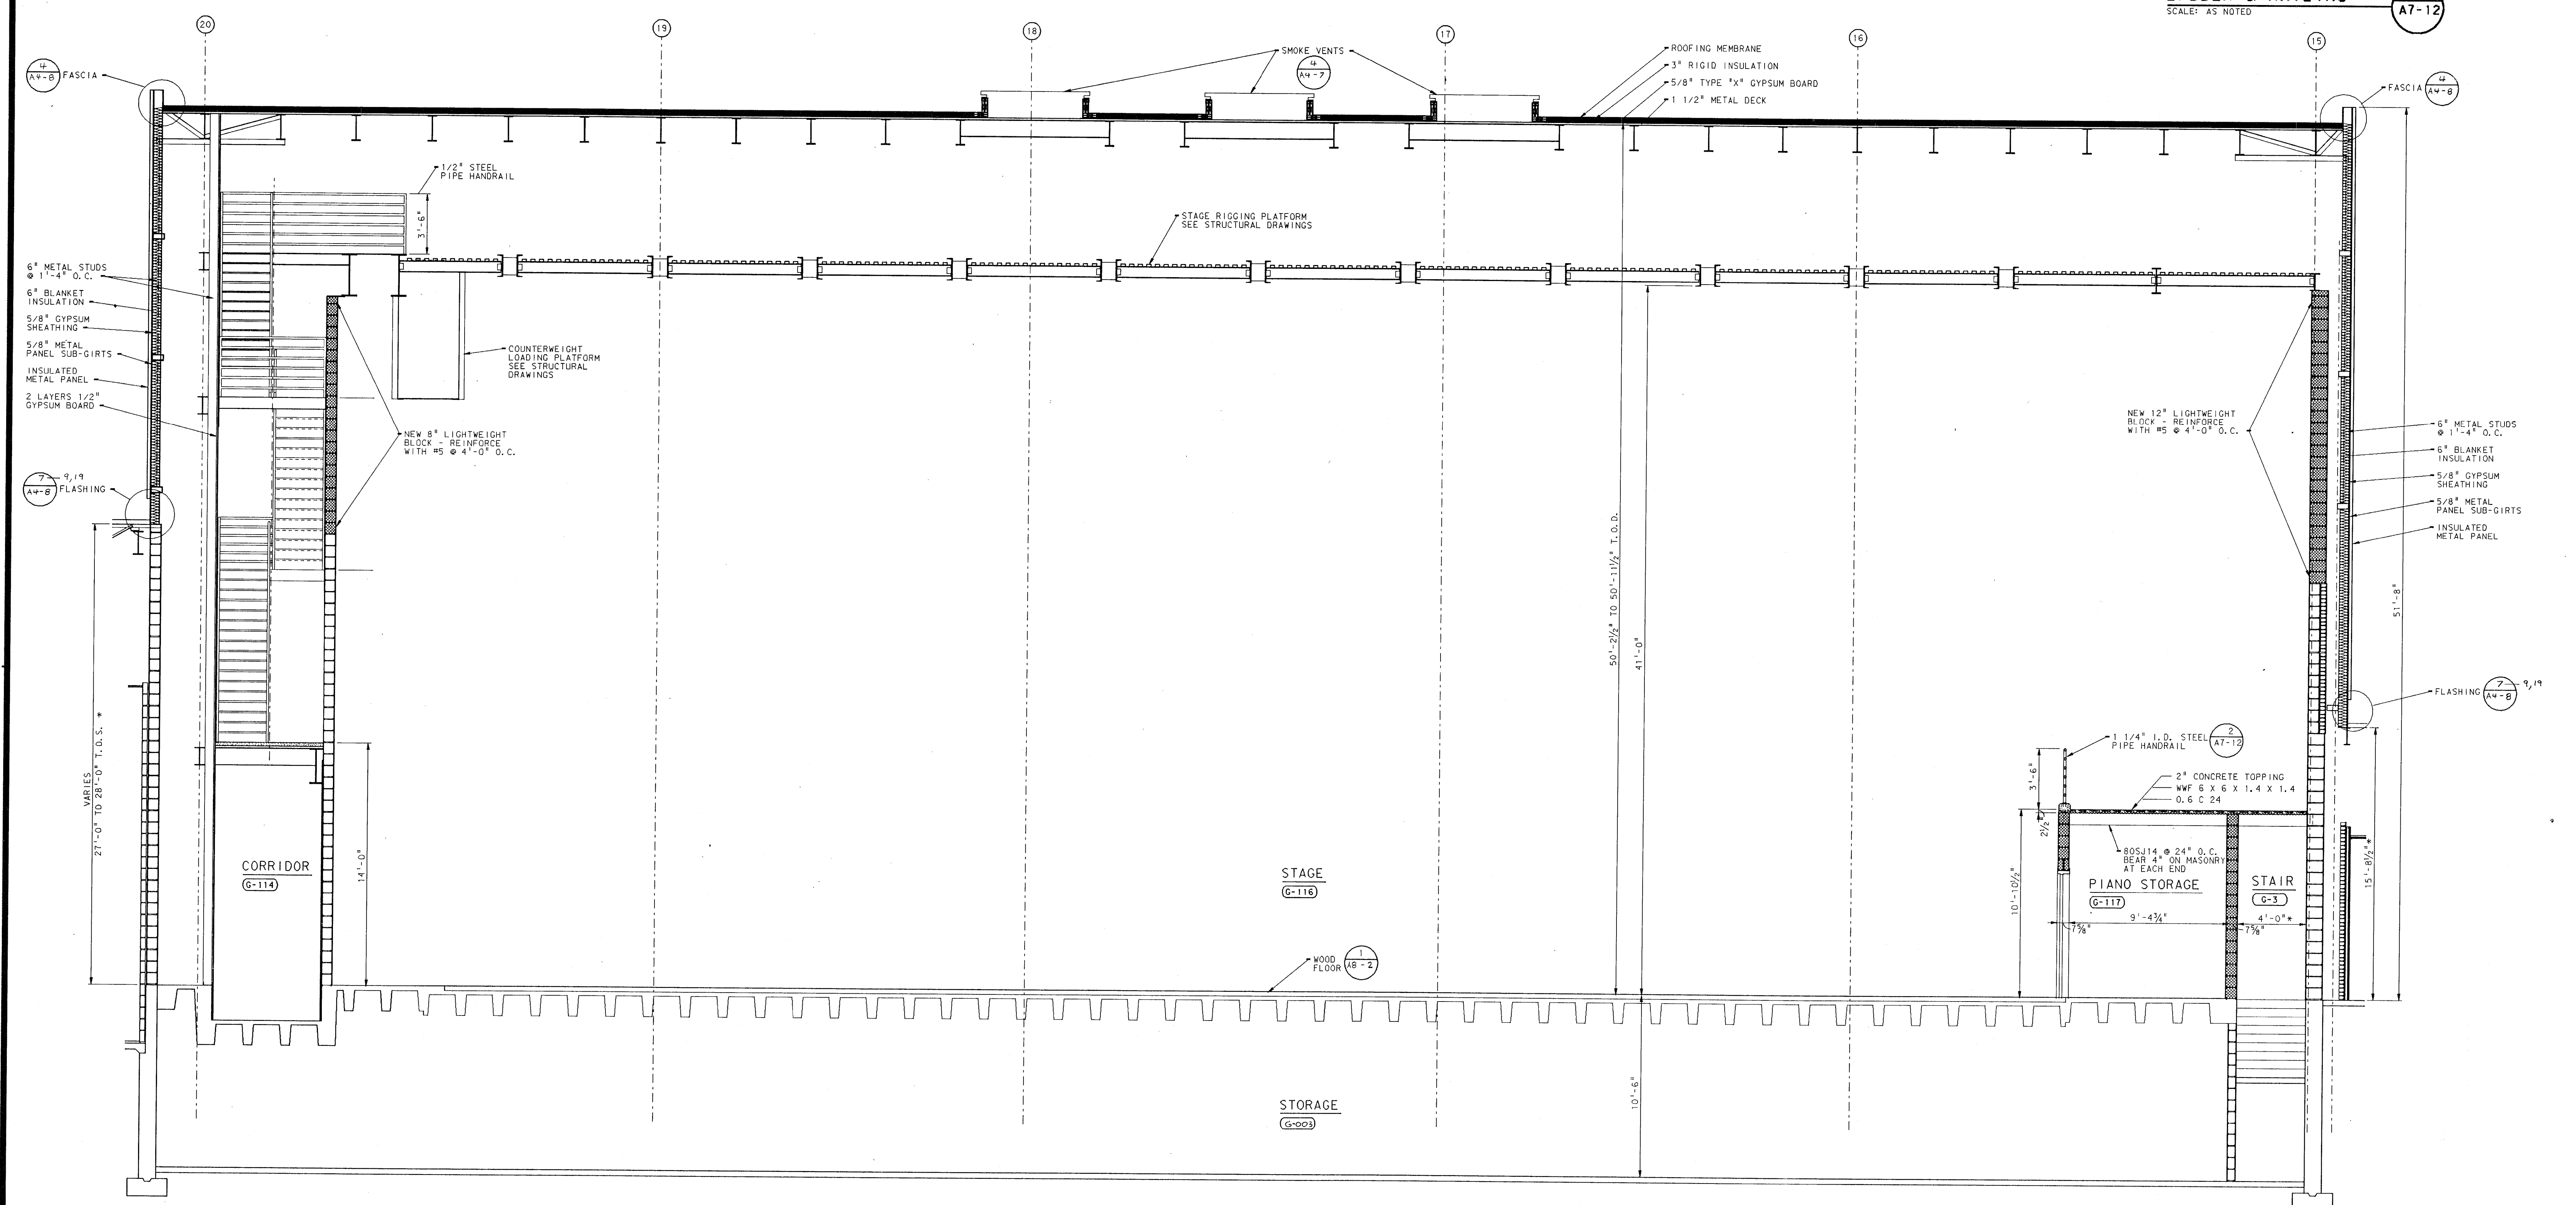 SCALE: AS NOTED
A7-12
20
19
18
17
16
15
4
A4-8
FASCIA
SMOKE VENTS
4
A4-7
ROOFING MEMBRANE
3" RIGID INSULATION
5/8" TYPE "X" GYPSUM BOARD
1 1/2" METAL DECK
FASCIA
4
A4-8
1/2" STEEL
PIPE HANDRAIL
3'-6"
STAGE RIGGING PLATFORM
SEE STRUCTURAL DRAWINGS
6" METAL STUDS
@ 1'-4" O.C.
6" BLANKET
INSULATION
5/8" GYPSUM
SHEATHING
5/8" METAL
PANEL SUB-GIRTS
INSULATED
METAL PANEL
2 LAYERS 1/2"
GYPSUM BOARD
COUNTERWEIGHT
LOADING PLATFORM
SEE STRUCTURAL
DRAWINGS
NEW 8" LIGHTWEIGHT
BLOCK - REINFORCE
WITH #5 @ 4'-0" O.C.
NEW 12" LIGHTWEIGHT
BLOCK - REINFORCE
WITH #5 @ 4'-0" O.C.
6" METAL STUDS
@ 1'-4" O.C.
6" BLANKET
INSULATION
5/8" GYPSUM
SHEATHING
5/8" METAL
PANEL SUB-GIRTS
INSULATED
METAL PANEL
7 9,19
A4-8
FLASHING
50'-2½" TO 50'-11½" T.O.D.
41'-0"
51'-8"
FLASHING
7 9,19
A4-8
VARIES
27'-0" TO 28'-0" T.O.S. *
1 1/4" I.D. STEEL
PIPE HANDRAIL
2
A7-12
3'-6"
2" CONCRETE TOPPING
WWF 6 X 6 X 1.4 X 1.4
0.6 C 24
2½"
80SJ14 @ 24" O.C.
BEAR 4" ON MASONRY
AT EACH END
CORRIDOR
G-114
14'-0"
STAGE
G-116
10'-10½"
PIANO STORAGE
G-117
STAIR
G-3
15'-8½"*
9'-4¾"
4'-0"*
7⅝"
7⅝"
WOOD
FLOOR
1
A8-2
10'-6"
STORAGE
G-003